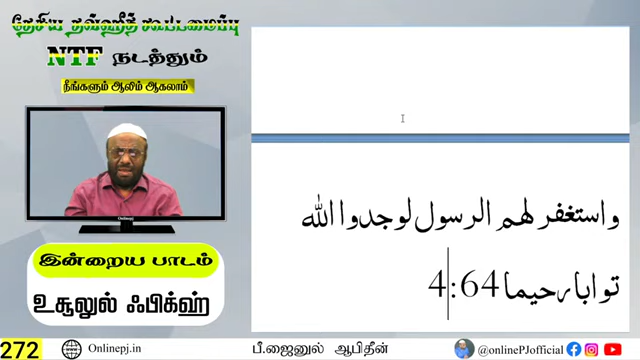 தேசிய தவ்ஹீத் கூட்டமைப்பு
NTF நடத்தும்
நீங்களும் ஆலிம் ஆகலாம்
Onlinepj
இன்றைய பாடம்
உசூலுல் ஃபிக்ஹ்
واستغفر لهم الرسول لوجدوا الله
توابا رحيما 4:64
272
Onlinepj.in
பீ.ஜைனுல் ஆபிதீன்
@onlinePJofficial